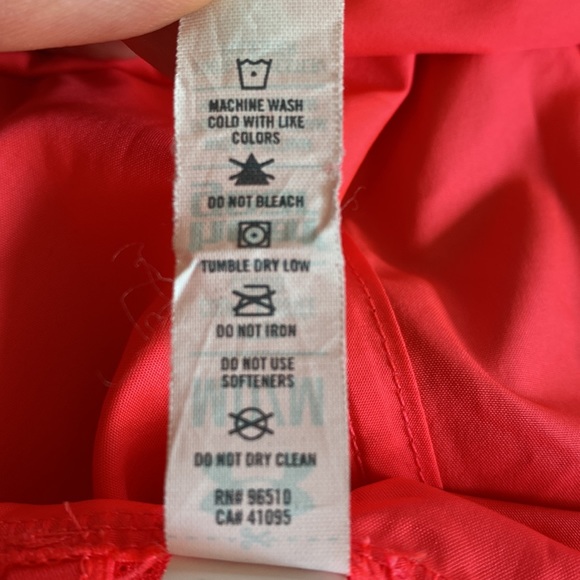 MACHINE WASH
COLD WITH LIKE
COLORS
DO NOT BLEACH
TUMBLE DRY LOW
DO NOT IRON
DO NOT USE
SOFTENERS
DO NOT DRY CLEAN
RN# 96510
CA# 41095